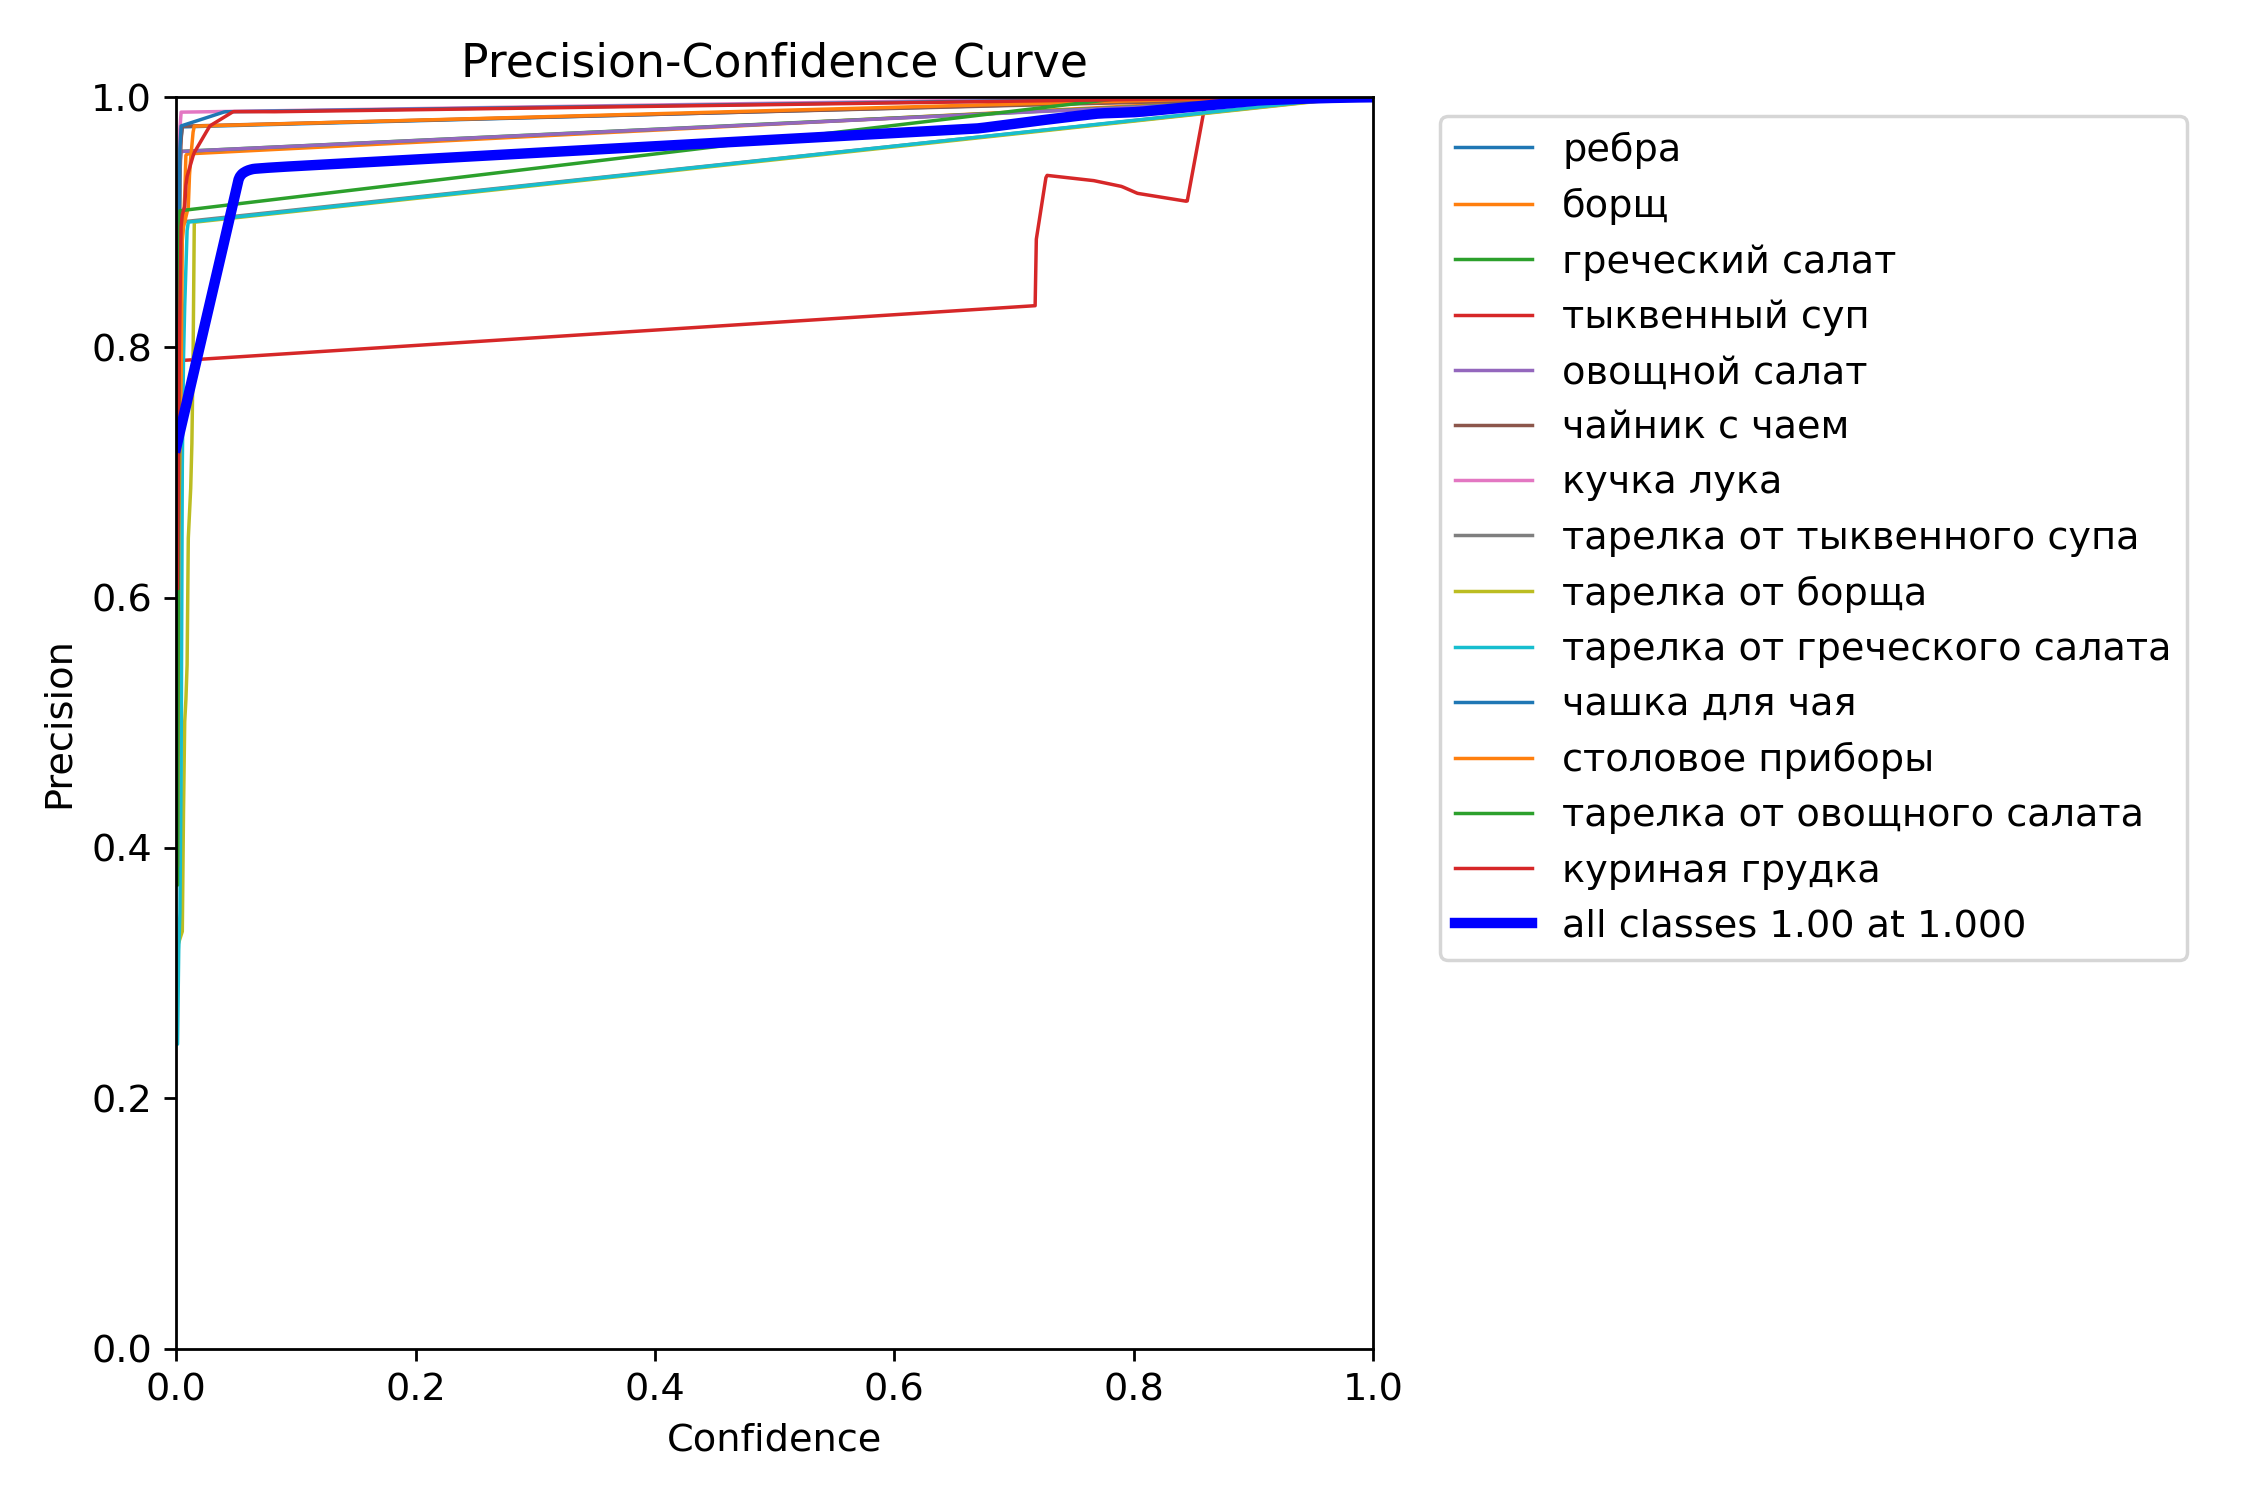 Precision-Confidence Curve
1.0
0.8
0.6
0.4
0.2
0.0
Precision
0.0 0.2 0.4 0.6 0.8 1.0
Confidence
ребра
борщ
греческий салат
тыквенный суп
овощной салат
чайник с чаем
кучка лука
тарелка от тыквенного супа
тарелка от борща
тарелка от греческого салата
чашка для чая
столовое приборы
тарелка от овощного салата
куриная грудка
all classes 1.00 at 1.000